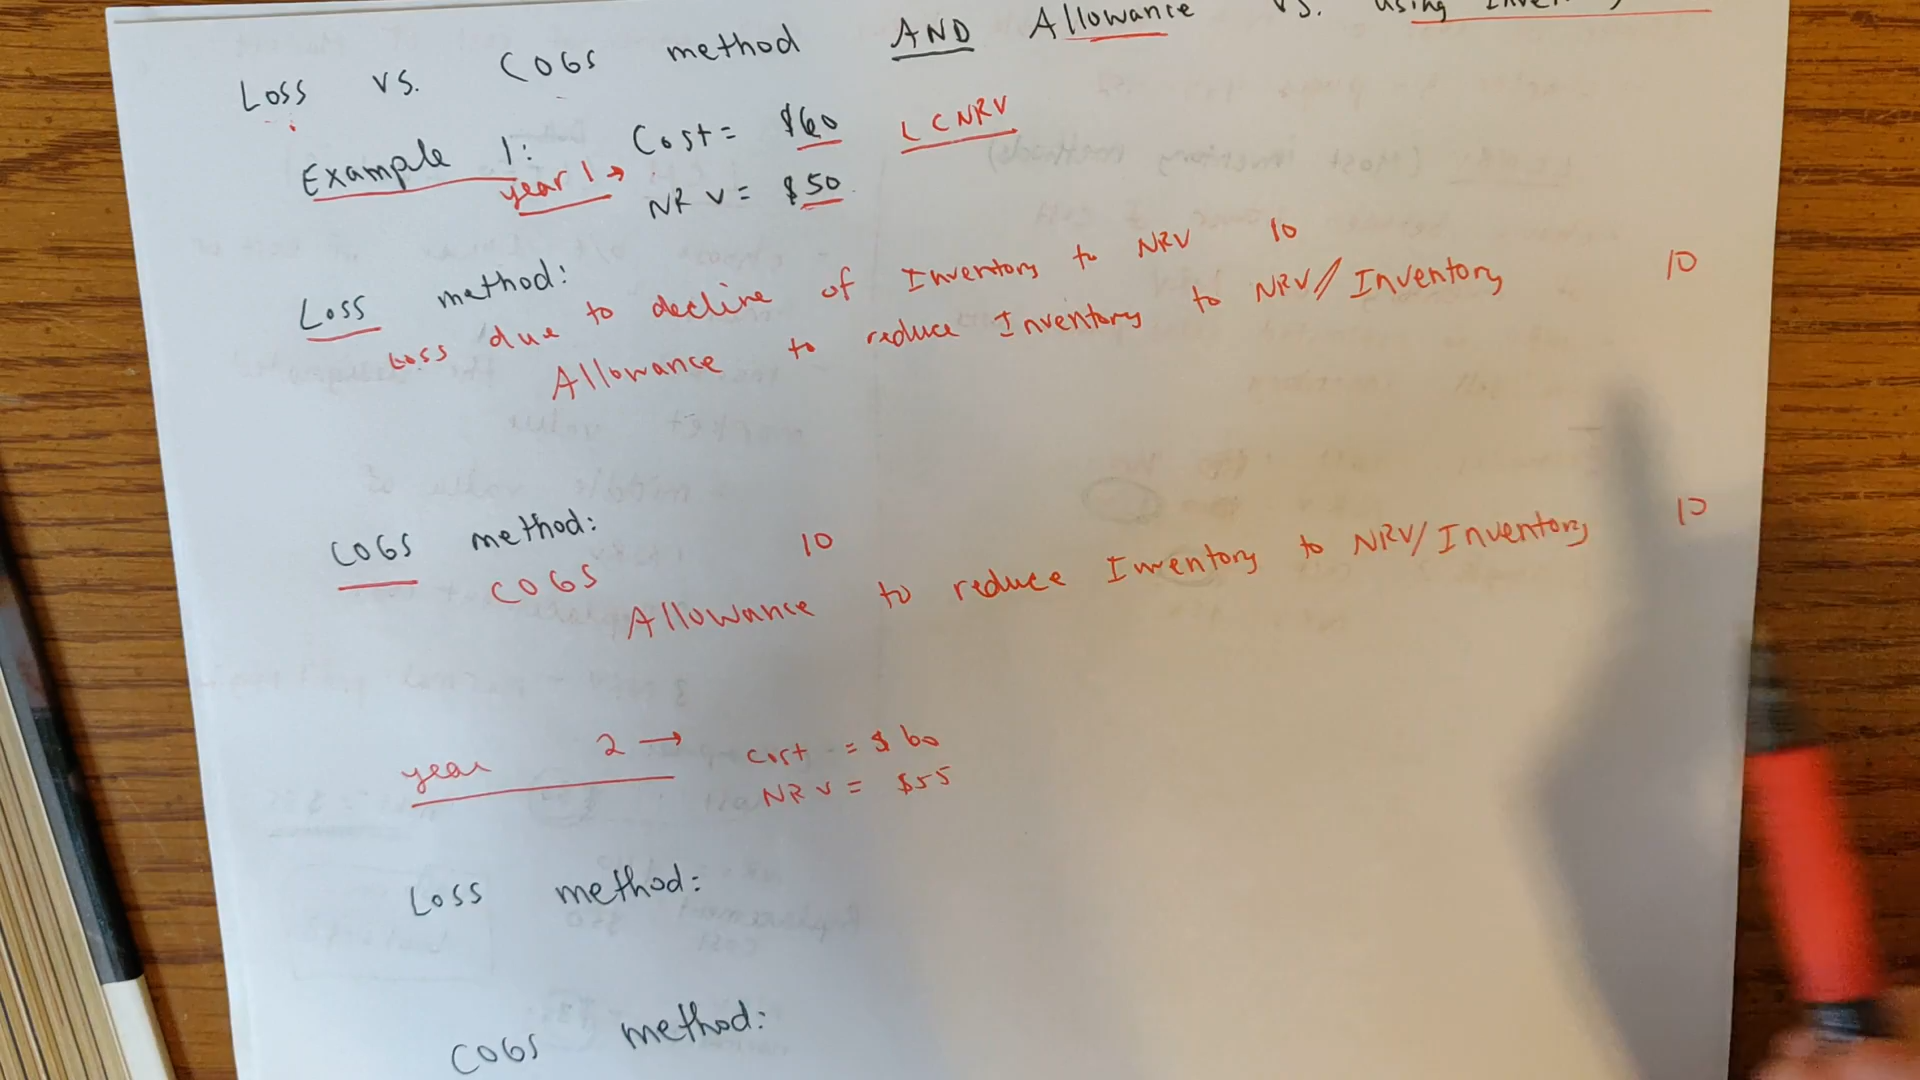 Loss vs. COGS method AND Allowance vs. using
Example 1: Cost = $60 LCNRV
year 1 → NRV = $50
Loss method:
Loss due to decline of Inventory to NRV 10
Allowance to reduce Inventory to NRV/Inventory 10
COGS method:
COGS 10
Allowance to reduce Inventory to NRV/Inventory 10
year 2 → Cost = $60
NRV = $55
Loss method:
COGS method: